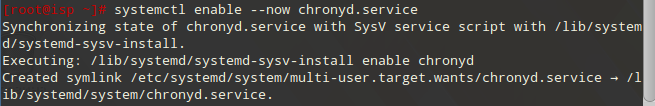 [root@isp ~]# systemctl enable --now chronyd.service
Synchronizing state of chronyd.service with SysV service script with /lib/system
d/systemd-sysv-install.
Executing: /lib/systemd/systemd-sysv-install enable chronyd
Created symlink /etc/systemd/system/multi-user.target.wants/chronyd.service → /l
ib/systemd/system/chronyd.service.